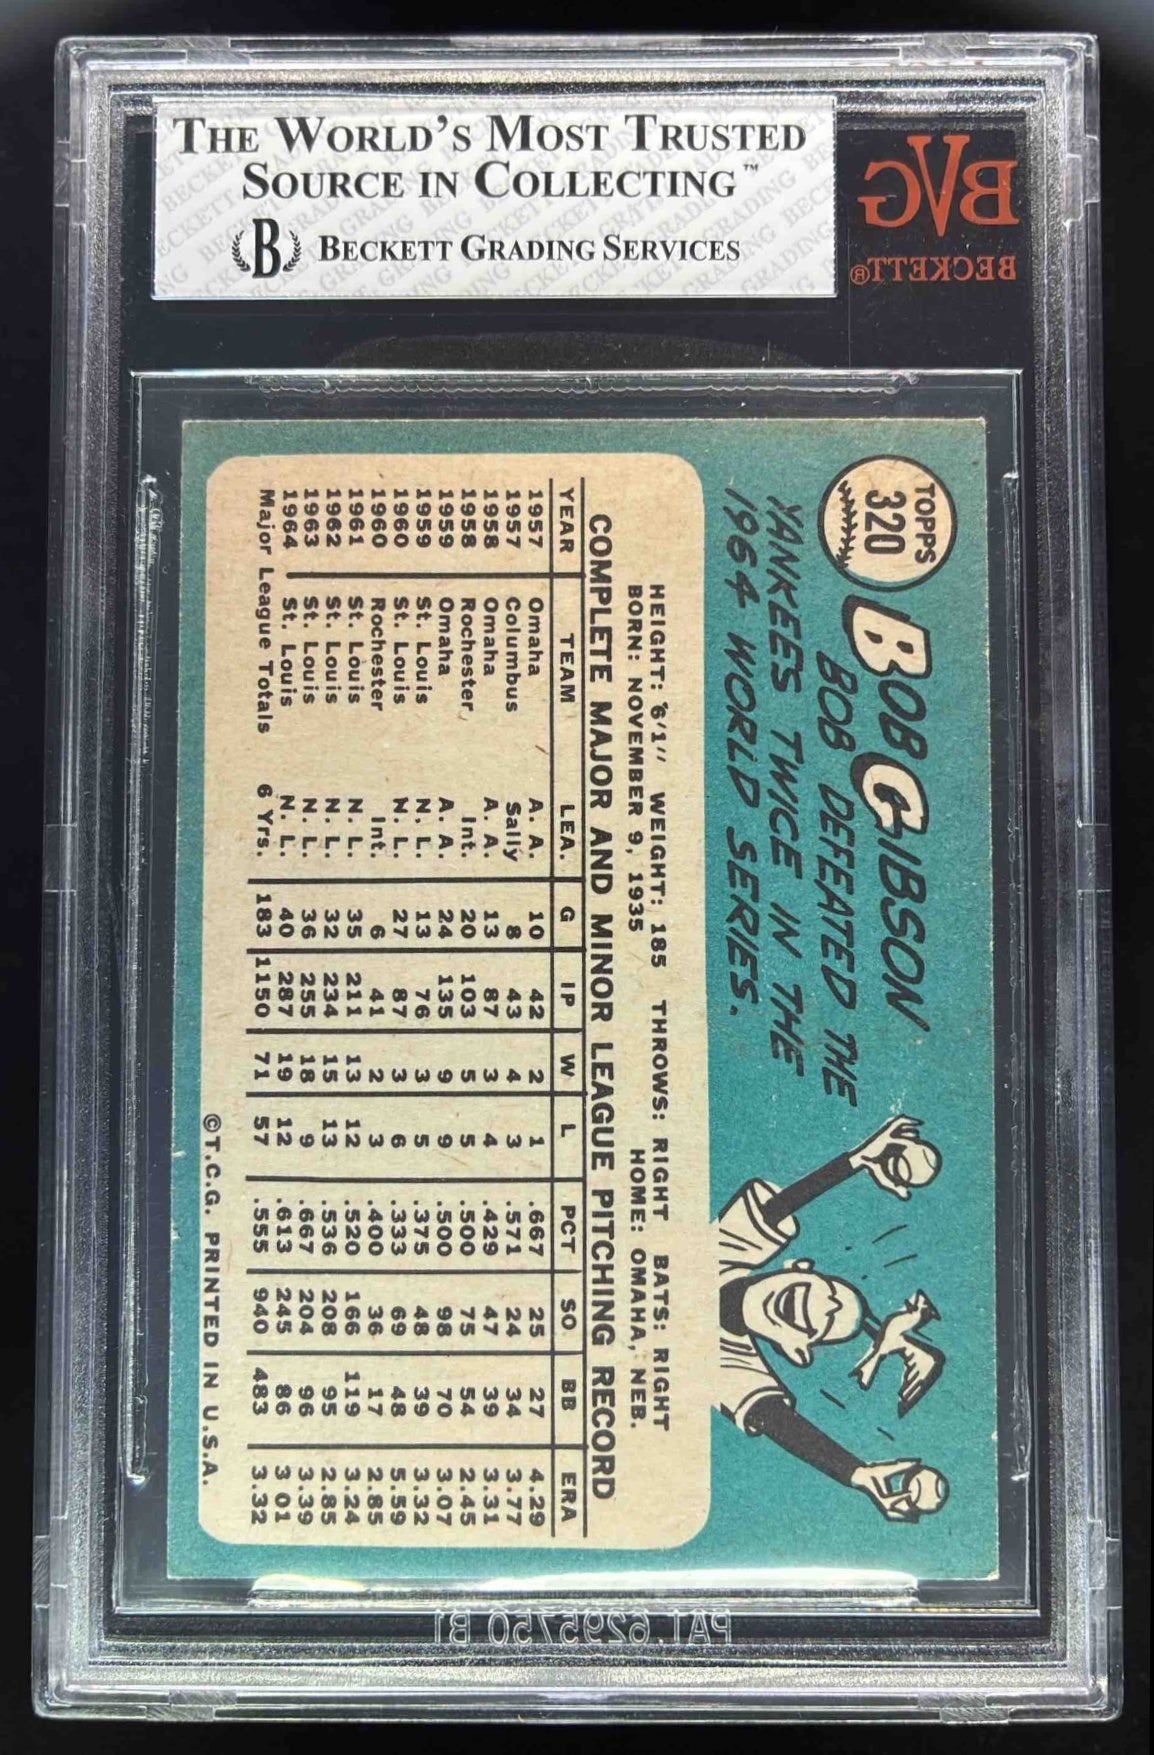 THE WORLD'S MOST TRUSTED
SOURCE IN COLLECTING™
B BECKETT GRADING SERVICES
BVG
BECKETT®
TOPPS
320
BOB GIBSON
BOB DEFEATED THE
YANKEES TWICE IN THE
1964 WORLD SERIES.
HEIGHT: 6'1" WEIGHT: 185 THROWS: RIGHT BATS: RIGHT
BORN: NOVEMBER 9, 1935 HOME: OMAHA, NEB.
COMPLETE MAJOR AND MINOR LEAGUE PITCHING RECORD
YEAR TEAM LEA. G IP W L PCT SO BB ERA
1957 Omaha A. A. 10 42 2 1 .667 25 27 4.29
1957 Columbus Sally 8 43 4 3 .571 24 34 3.77
1958 Omaha A. A. 13 87 3 4 .429 47 39 3.31
1958 Rochester Int. 20 103 5 5 .500 75 54 2.45
1959 Omaha A. A. 24 135 9 9 .500 98 70 3.07
1959 St. Louis N. L. 13 76 3 5 .375 48 39 3.32
1960 St. Louis N. L. 27 87 3 6 .333 69 48 5.59
1960 Rochester Int. 6 41 2 3 .400 36 17 2.85
1961 St. Louis N. L. 35 211 13 12 .520 166 119 3.24
1962 St. Louis N. L. 32 234 15 13 .536 208 95 2.85
1963 St. Louis N. L. 36 255 18 9 .667 204 96 3.39
1964 St. Louis N. L. 40 287 19 12 .613 245 86 3 01
Major League Totals 6 Yrs. 183 1150 71 57 .555 940 483 3.32
©T.C.G. PRINTED IN U.S.A.
PAT.6295750 B1